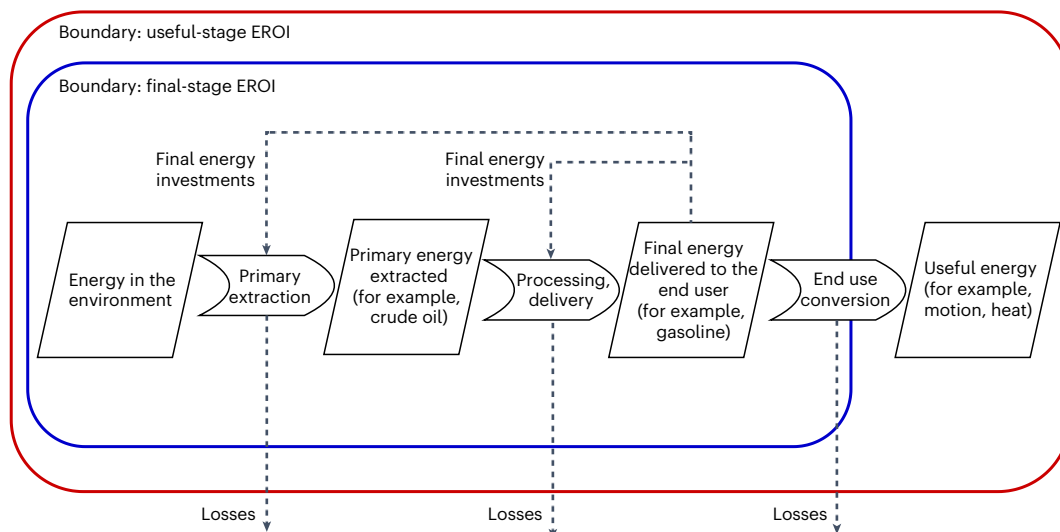 Boundary: useful-stage EROI
Boundary: final-stage EROI
Final energy
investments
Final energy
investments
Energy in the
environment
Primary
extraction
Primary energy
extracted
(for example,
crude oil)
Processing,
delivery
Final energy
delivered to the
end user
(for example,
gasoline)
End use
conversion
Useful energy
(for example,
motion, heat)
Losses
Losses
Losses